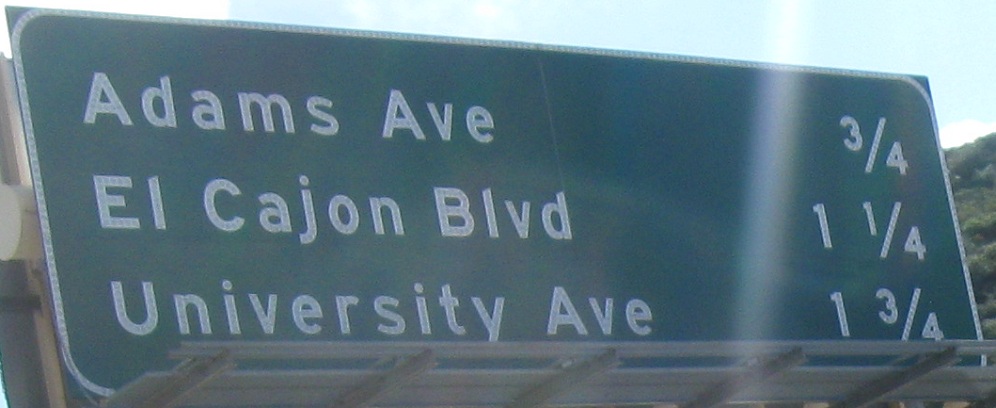 Adams Ave 3/4
El Cajon Blvd 1 1/4
University Ave 1 3/4